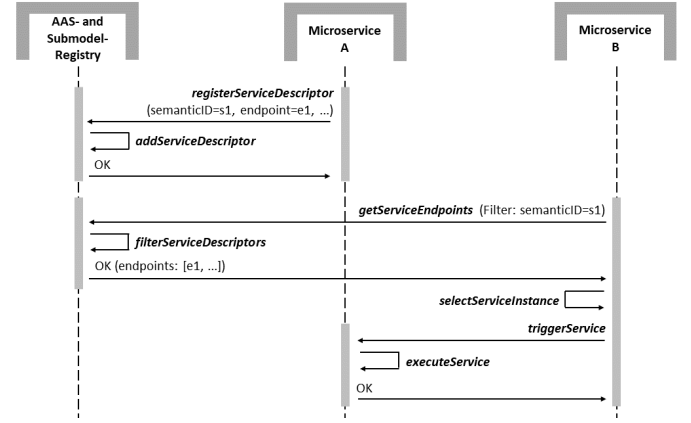 AAS- and
Submodel-
Registry
Microservice
A
Microservice
B
registerServiceDescriptor
(semanticID=s1, endpoint=e1, ...)
addServiceDescriptor
OK
getServiceEndpoints (Filter: semanticID=s1)
filterServiceDescriptors
OK (endpoints: [e1, ...])
selectServiceInstance
triggerService
executeService
OK